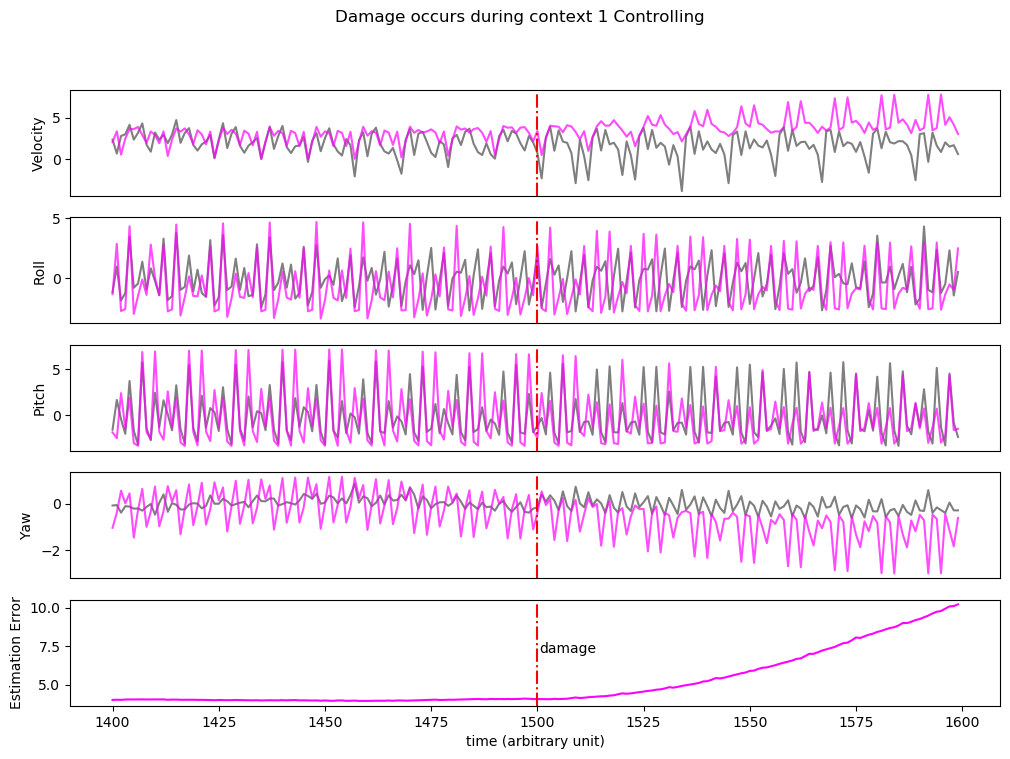 Damage occurs during context 1 Controlling
Velocity
5
0
Roll
5
0
Pitch
5
0
Yaw
0
−2
Estimation Error
10.0
7.5
5.0
damage
1400 1425 1450 1475 1500 1525 1550 1575 1600
time (arbitrary unit)